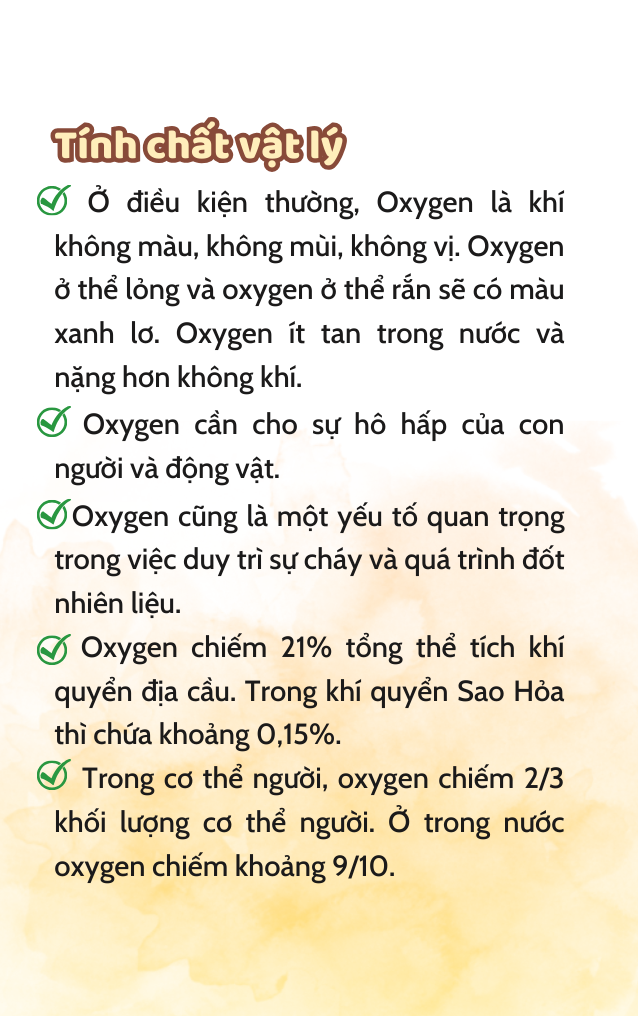 Tính chất vật lý
Ở điều kiện thường, Oxygen là khí
không màu, không mùi, không vị. Oxygen
ở thể lỏng và oxygen ở thể rắn sẽ có màu
xanh lơ. Oxygen ít tan trong nước và
nặng hơn không khí.
Oxygen cần cho sự hô hấp của con
người và động vật.
Oxygen cũng là một yếu tố quan trọng
trong việc duy trì sự cháy và quá trình đốt
nhiên liệu.
Oxygen chiếm 21% tổng thể tích khí
quyển địa cầu. Trong khí quyển Sao Hỏa
thì chứa khoảng 0,15%.
Trong cơ thể người, oxygen chiếm 2/3
khối lượng cơ thể người. Ở trong nước
oxygen chiếm khoảng 9/10.